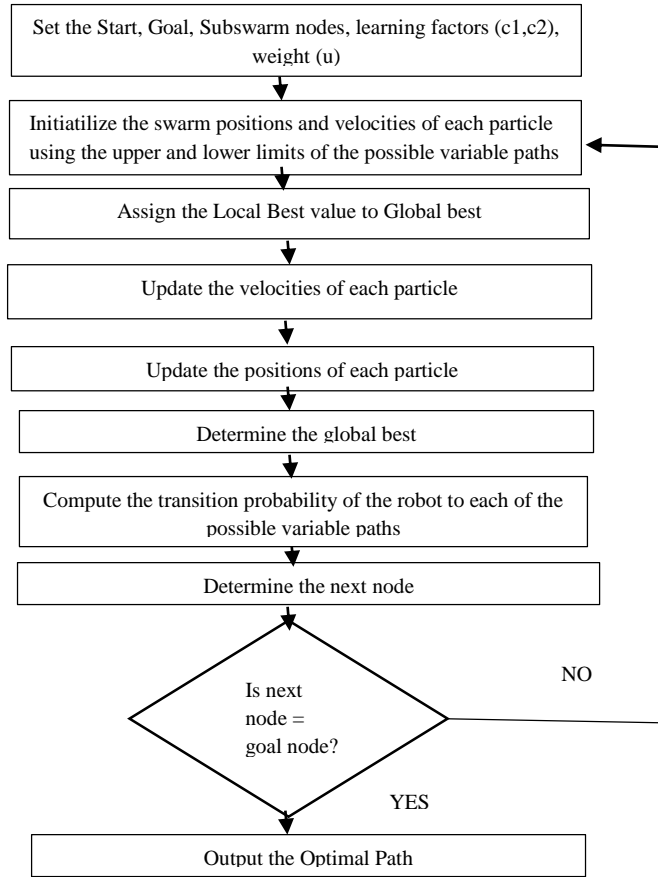 Set the Start, Goal, Subswarm nodes, learning factors (c1,c2),
weight (u)
Initiatilize the swarm positions and velocities of each particle
using the upper and lower limits of the possible variable paths
Assign the Local Best value to Global best
Update the velocities of each particle
Update the positions of each particle
Determine the global best
Compute the transition probability of the robot to each of the
possible variable paths
Determine the next node
Is next
node =
goal node?
NO
YES
Output the Optimal Path